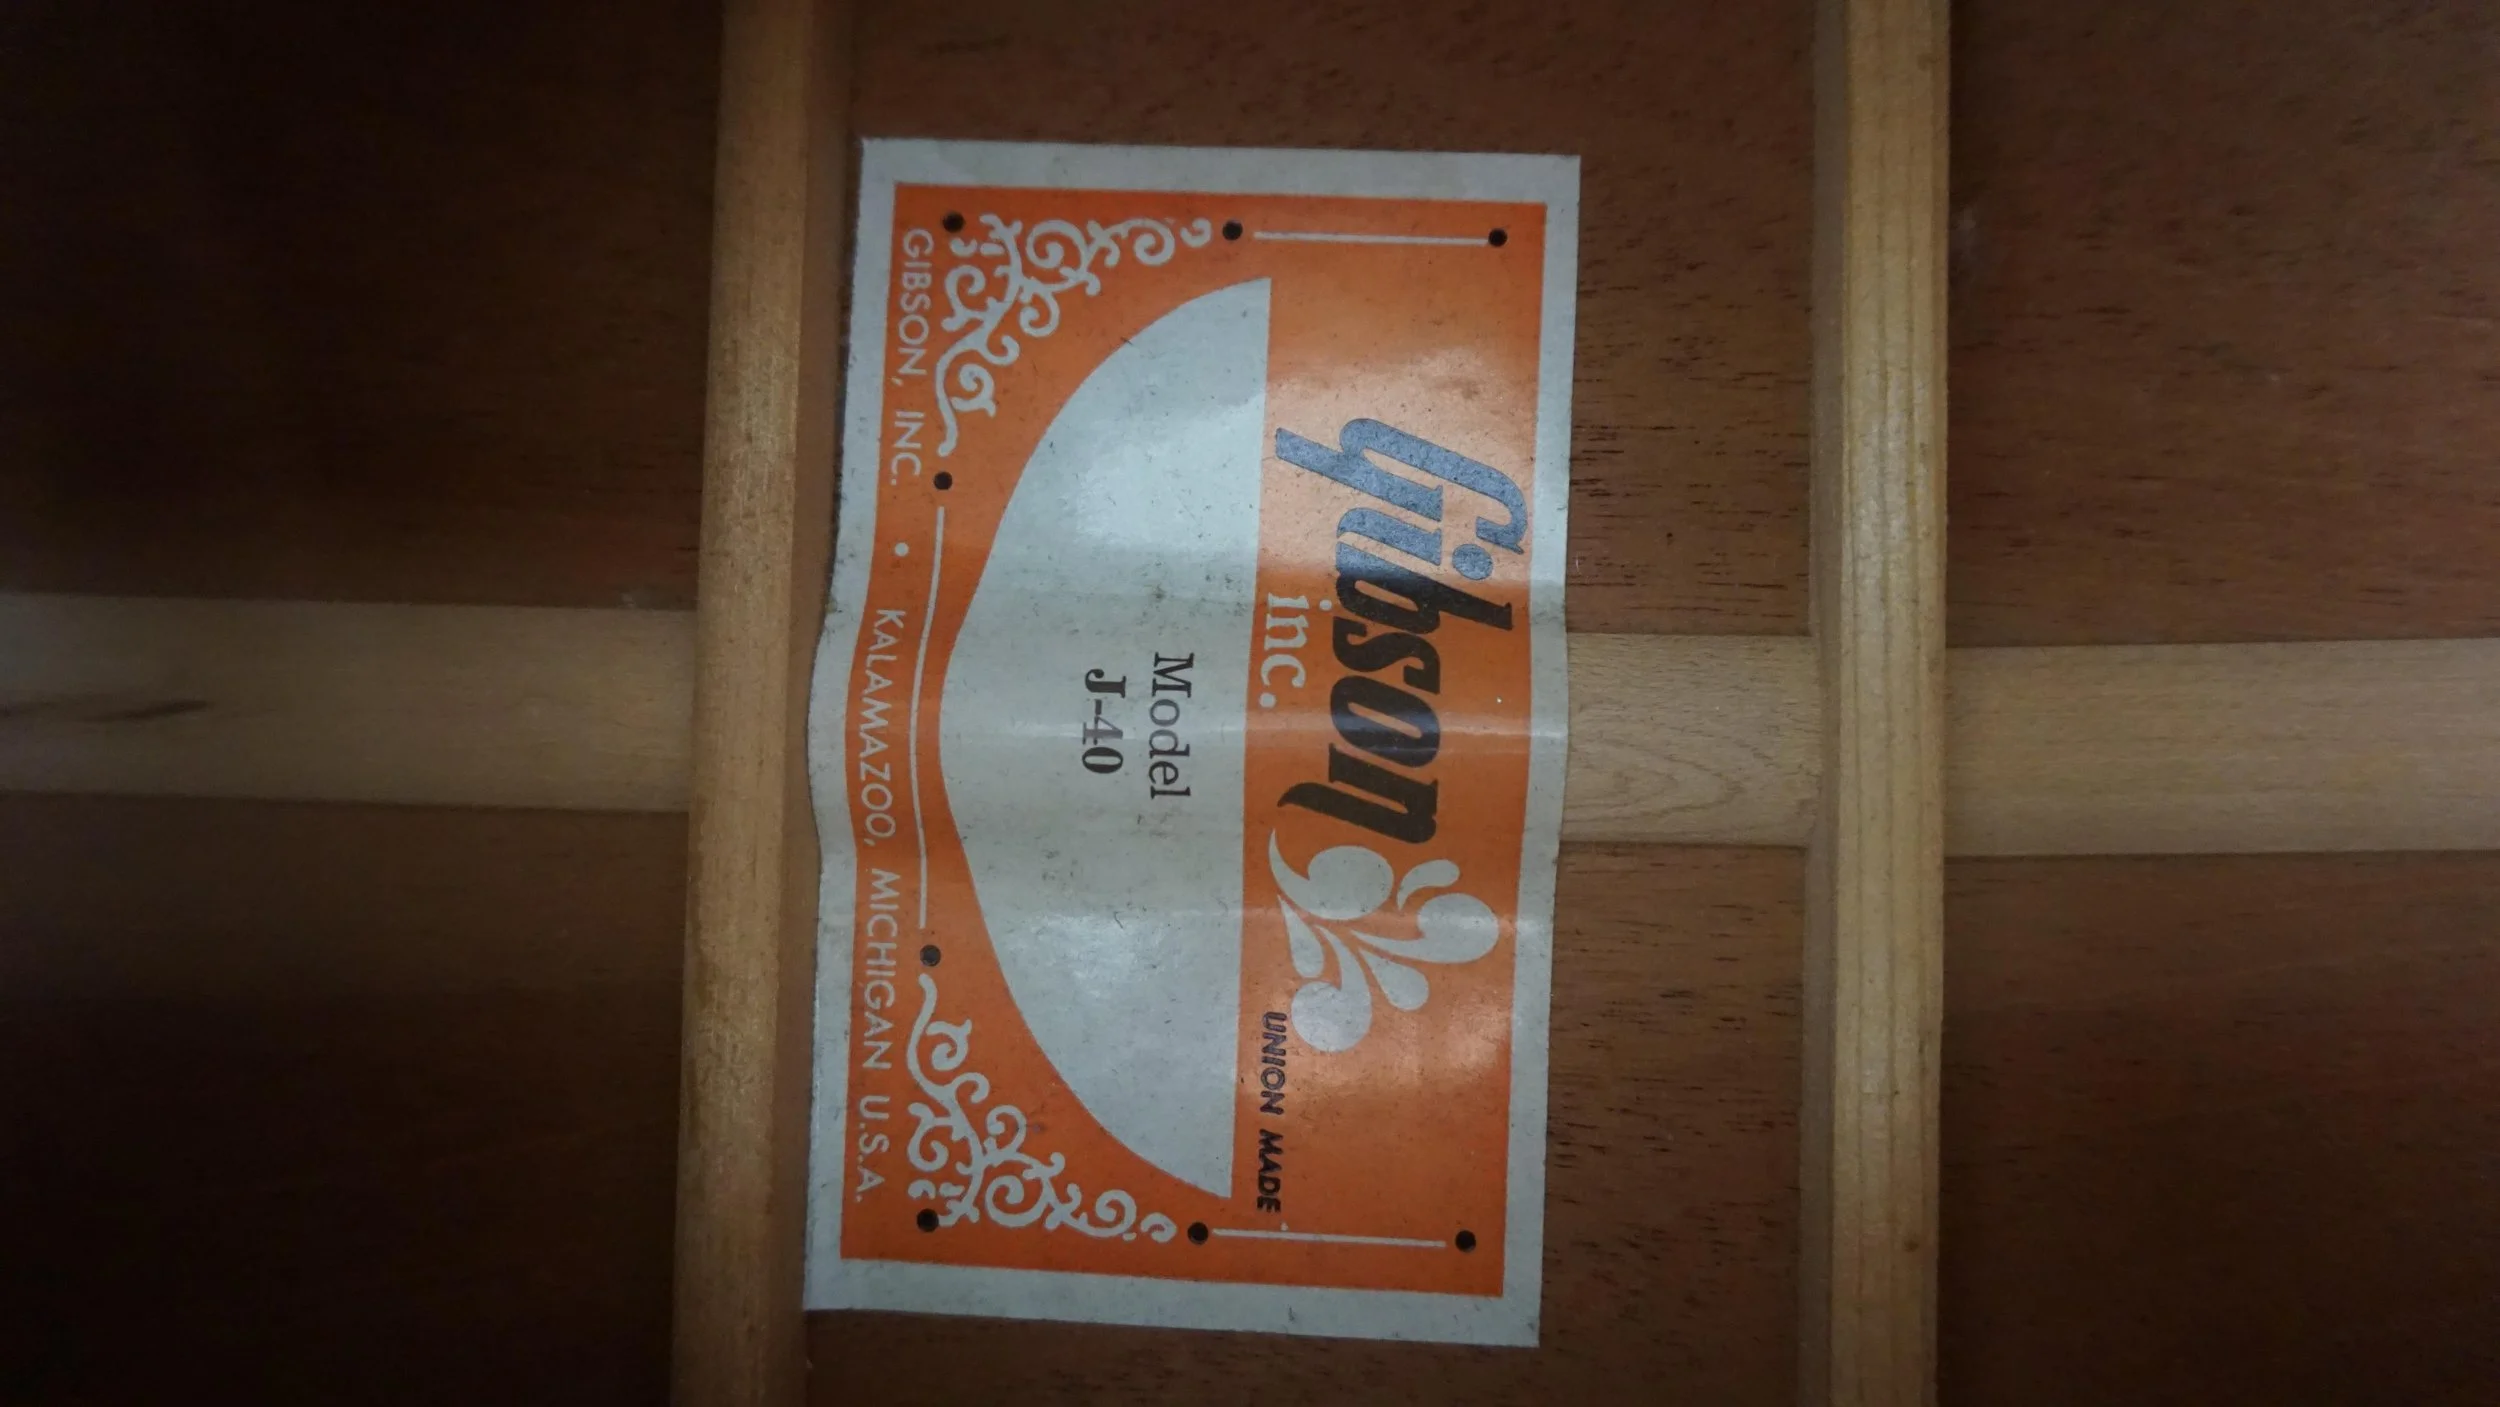 Gibson
inc.
UNION MADE
Model
J-40
GIBSON, INC. • KALAMAZOO, MICHIGAN U.S.A.